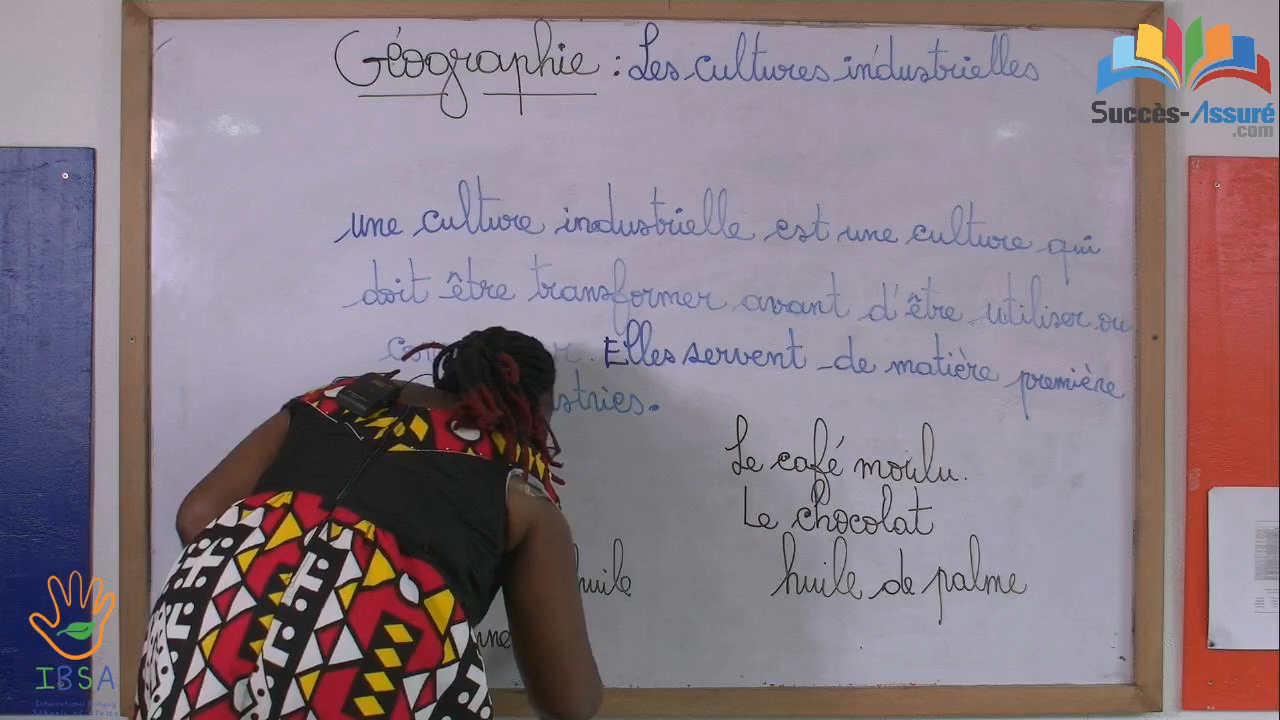 Géographie : Les cultures industrielles
une culture industrielle est une culture qui
doit être transformer avant d'être utiliser ou
Elles servent de matière première
Le café moulu.
Le chocolat
huile
huile de palme
Succès-Assuré
.com
IBSA